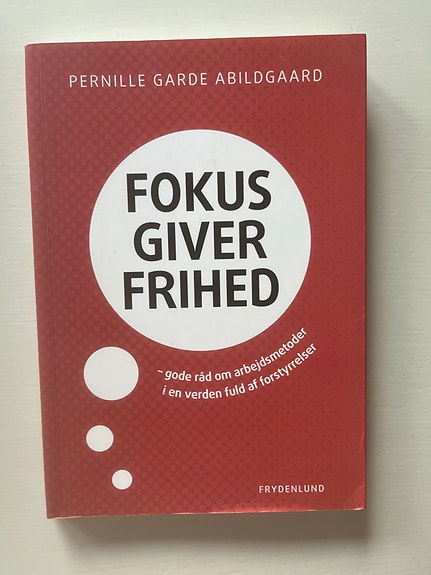 PERNILLE GARDE ABILDGAARD
FOKUS
GIVER
FRIHED
– gode råd om arbejdsmetoder
i en verden fuld af forstyrrelser
FRYDENLUND